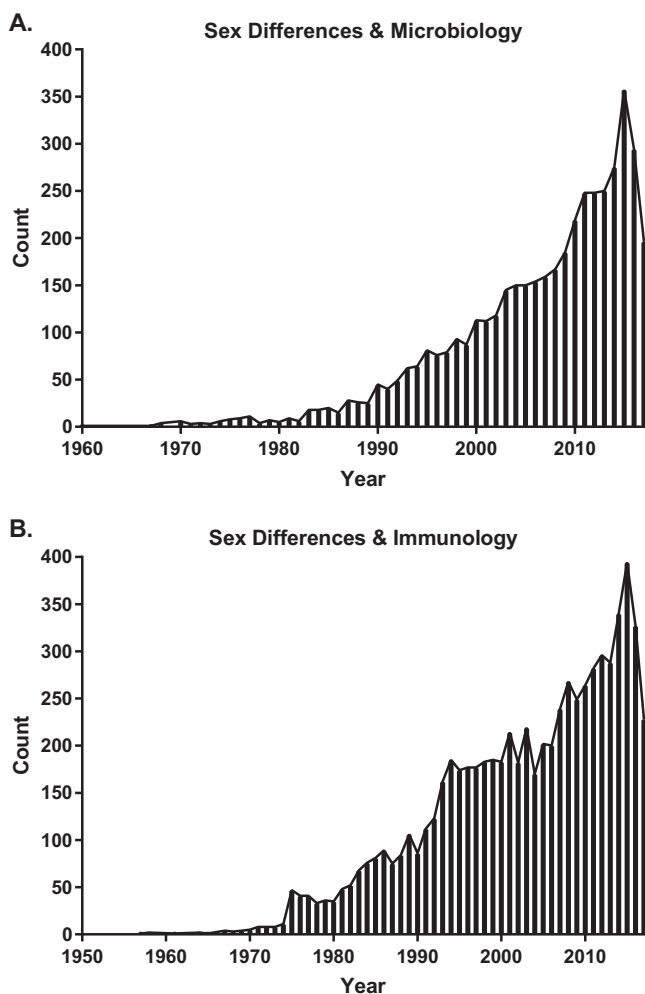 A.
Sex Differences & Microbiology
400
350
300
250
200
150
100
50
0
Count
1960 1970 1980 1990 2000 2010
Year
B.
Sex Differences & Immunology
400
350
300
250
200
150
100
50
0
Count
1950 1960 1970 1980 1990 2000 2010
Year